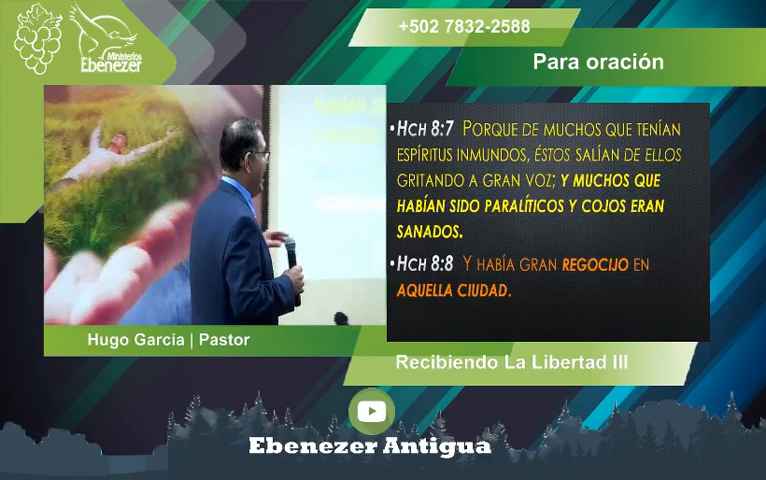 +502 7832-2588
Ministerios
Ebenezer
Para oración
•Hch 8:7 Porque de muchos que tenían
espíritus inmundos, éstos salían de ellos
gritando a gran voz; y muchos que
habían sido paralíticos y cojos eran
sanados.
•Hch 8:8 Y había gran regocijo en
aquella ciudad.
Hugo García | Pastor
Recibiendo La Libertad III
Ebenezer Antigua